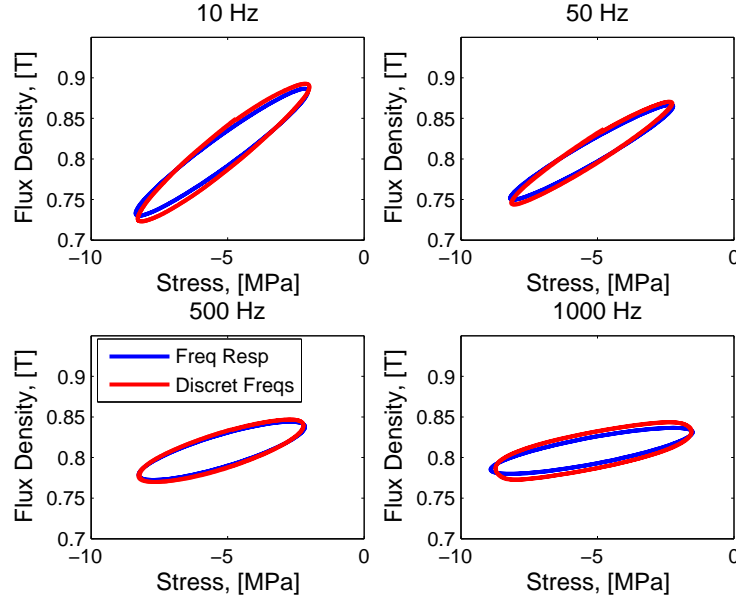 10 Hz
50 Hz
Flux Density, [T]
0.9
0.85
0.8
0.75
0.7
−10
−5
0
Stress, [MPa]
Flux Density, [T]
0.9
0.85
0.8
0.75
0.7
−10
−5
0
Stress, [MPa]
500 Hz
1000 Hz
Flux Density, [T]
0.9
0.85
0.8
0.75
0.7
Freq Resp
Discret Freqs
−10
−5
0
Stress, [MPa]
Flux Density, [T]
0.9
0.85
0.8
0.75
0.7
−10
−5
0
Stress, [MPa]